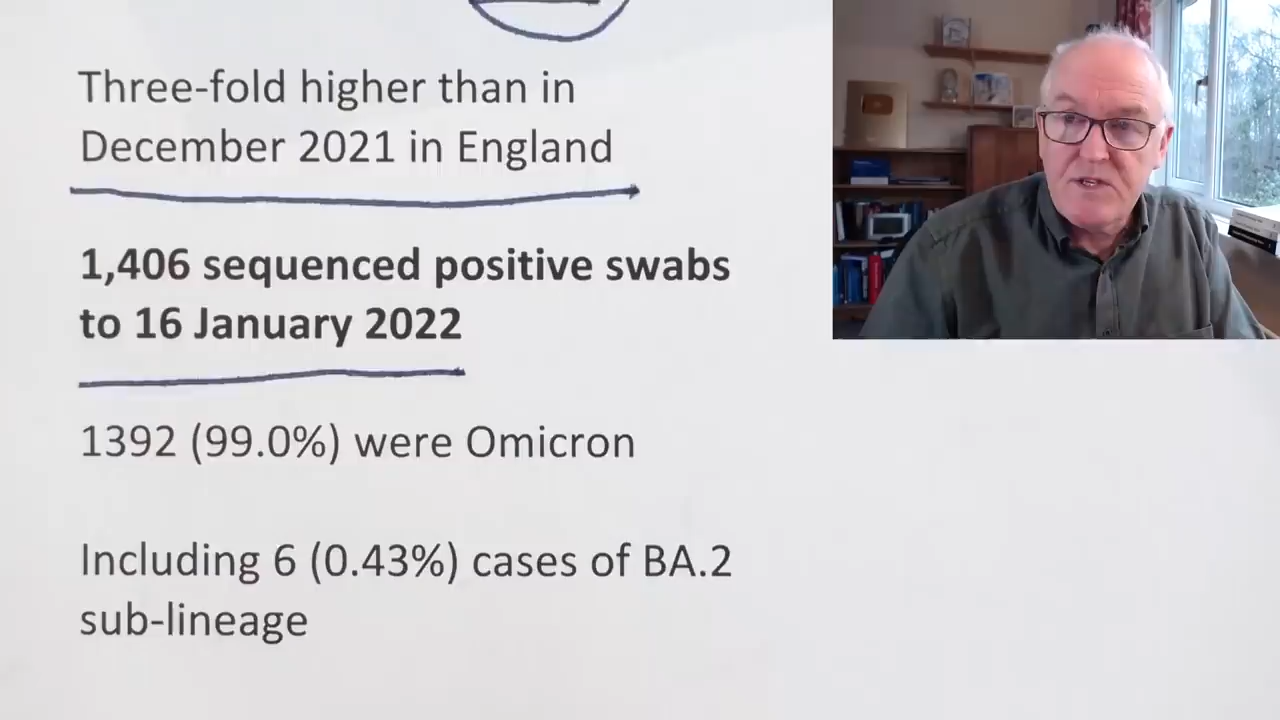 Three-fold higher than in
December 2021 in England
1,406 sequenced positive swabs
to 16 January 2022
1392 (99.0%) were Omicron
Including 6 (0.43%) cases of BA.2
sub-lineage